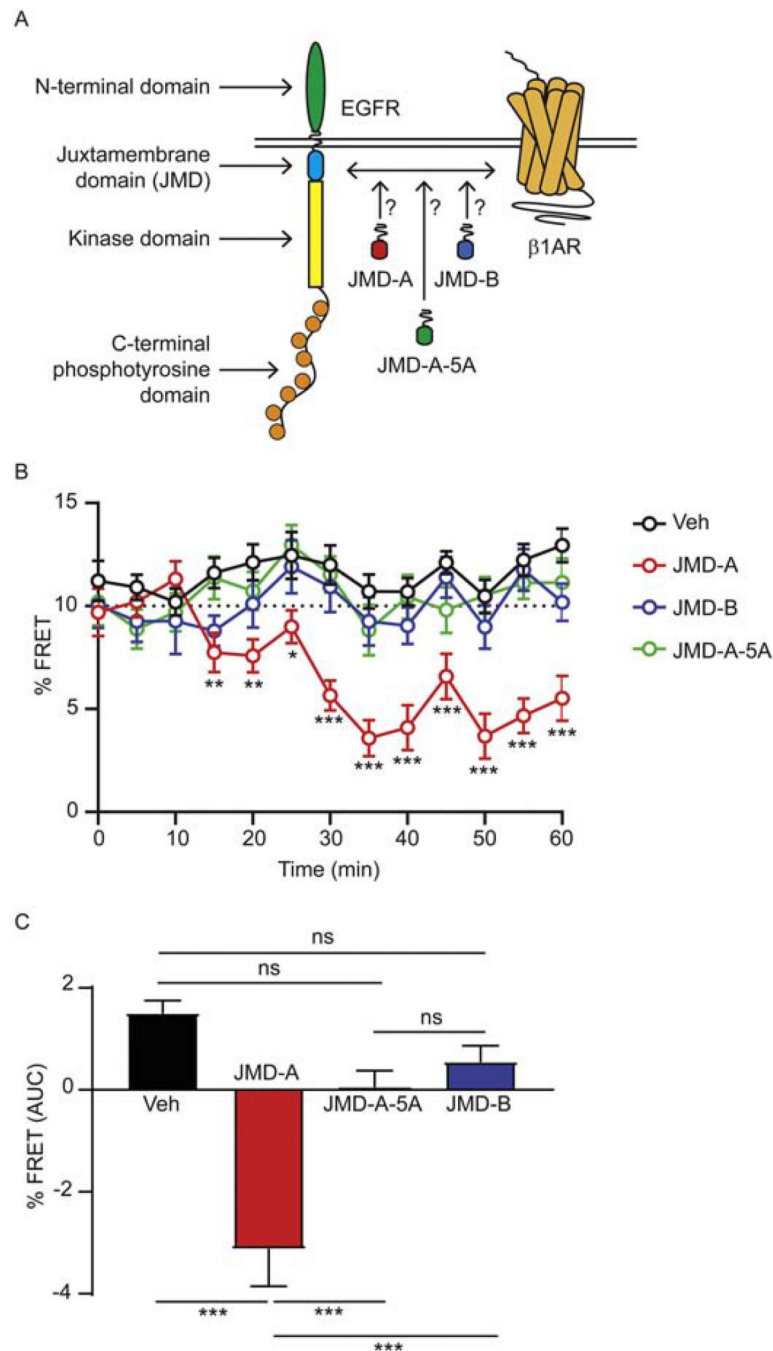 A
N-terminal domain
EGFR
Juxtamembrane
domain (JMD)
Kinase domain
? ? ?
JMD-A JMD-B
β1AR
JMD-A-5A
C-terminal
phosphotyrosine
domain
B
15
10
5
0
% FRET
** ** * *** *** *** *** *** *** ***
0 10 20 30 40 50 60
Time (min)
Veh
JMD-A
JMD-B
JMD-A-5A
C
ns
ns
ns
2
0
-2
-4
% FRET (AUC)
JMD-A
Veh JMD-A-5A JMD-B
*** ***
***